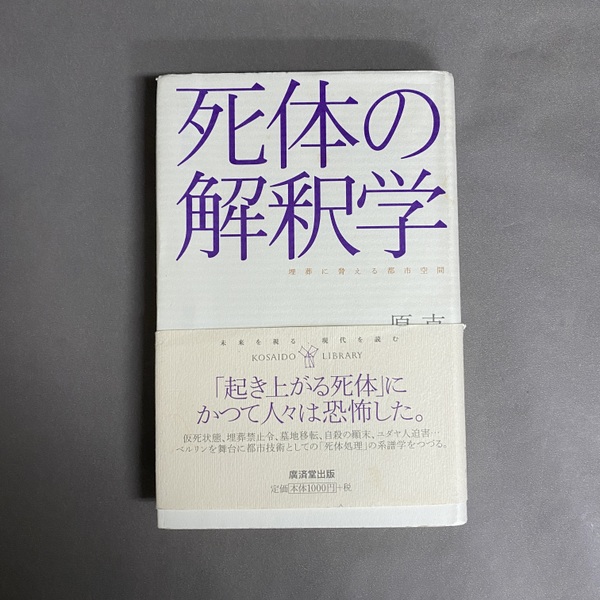 死体の
解釈学
埋葬に脅える都市空間
原克
未来を視る 現代を読む
KOSAIDO LIBRARY
「起き上がる死体」に
かつて人々は恐怖した。
仮死状態、埋葬禁止令、墓地移転、自殺の顚末、ユダヤ人迫害…
ベルリンを舞台に都市技術としての「死体処理」の系譜学をつづる。
廣済堂出版
定価 本体1000円 +税